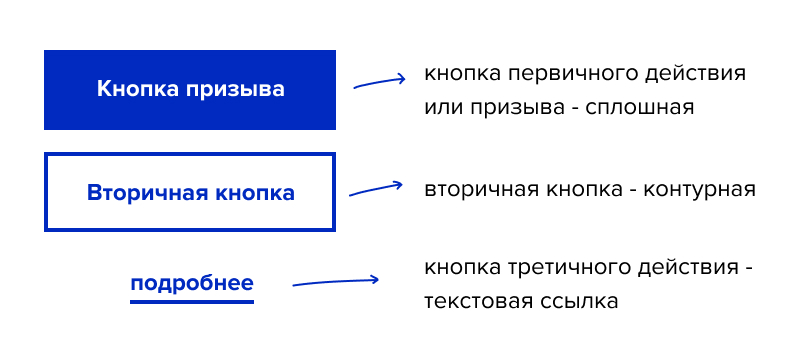 Кнопка призыва
кнопка первичного действия
или призыва - сплошная
Вторичная кнопка
вторичная кнопка - контурная
подробнее
кнопка третичного действия -
текстовая ссылка